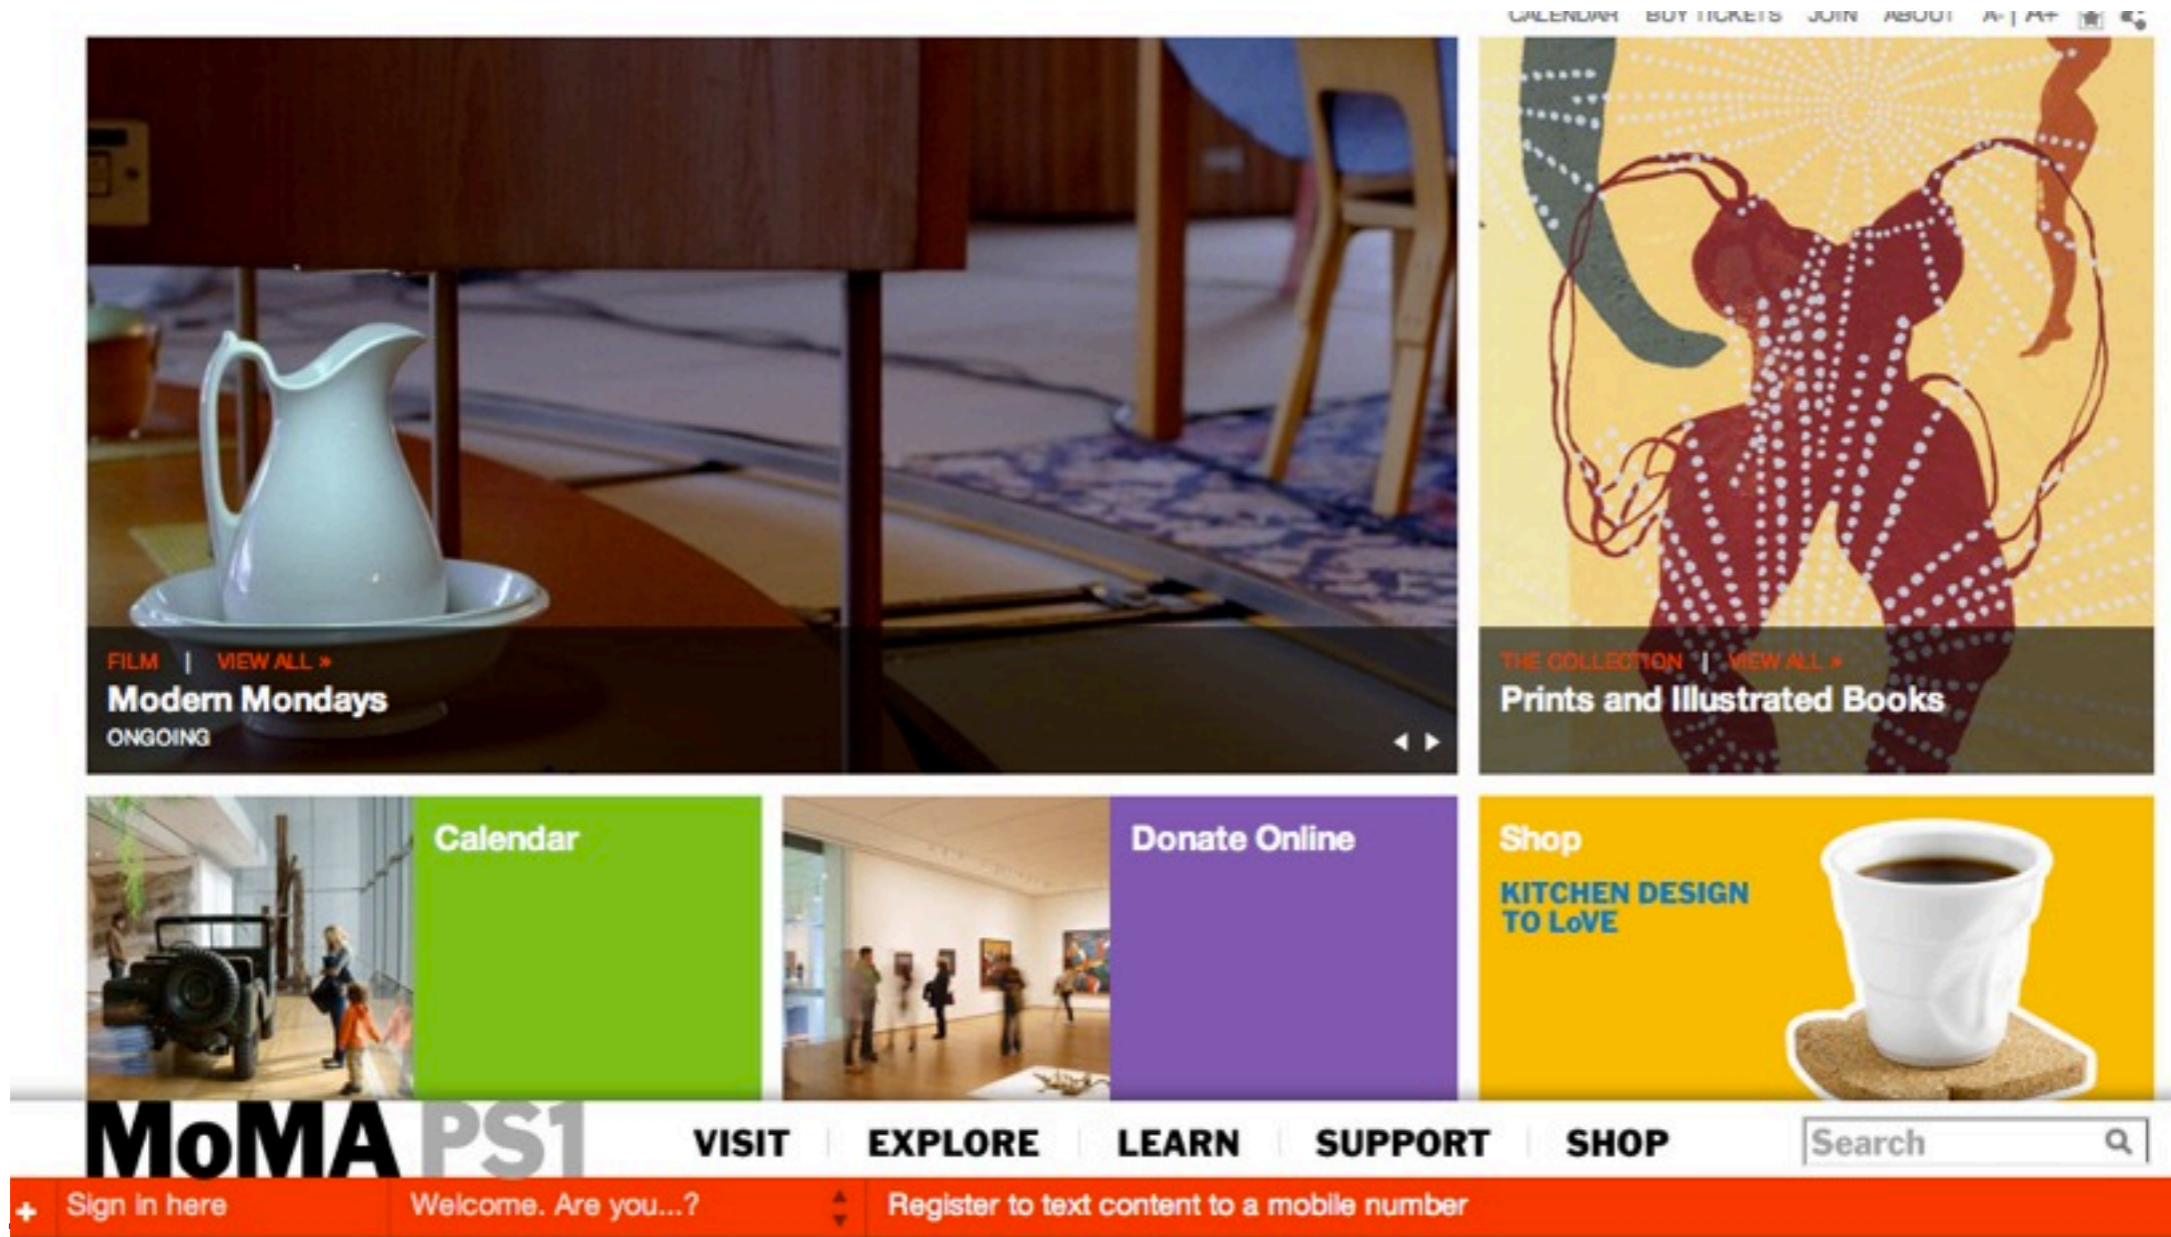 CALENDAR BUY TICKETS JOIN ABOUT A- | A+
FILM | VIEW ALL »
Modern Mondays
ONGOING
THE COLLECTION | VIEW ALL »
Prints and Illustrated Books
Calendar
Donate Online
Shop
KITCHEN DESIGN
TO LoVE
MoMA PS1
VISIT EXPLORE LEARN SUPPORT SHOP Search
+ Sign in here Welcome. Are you...? Register to text content to a mobile number